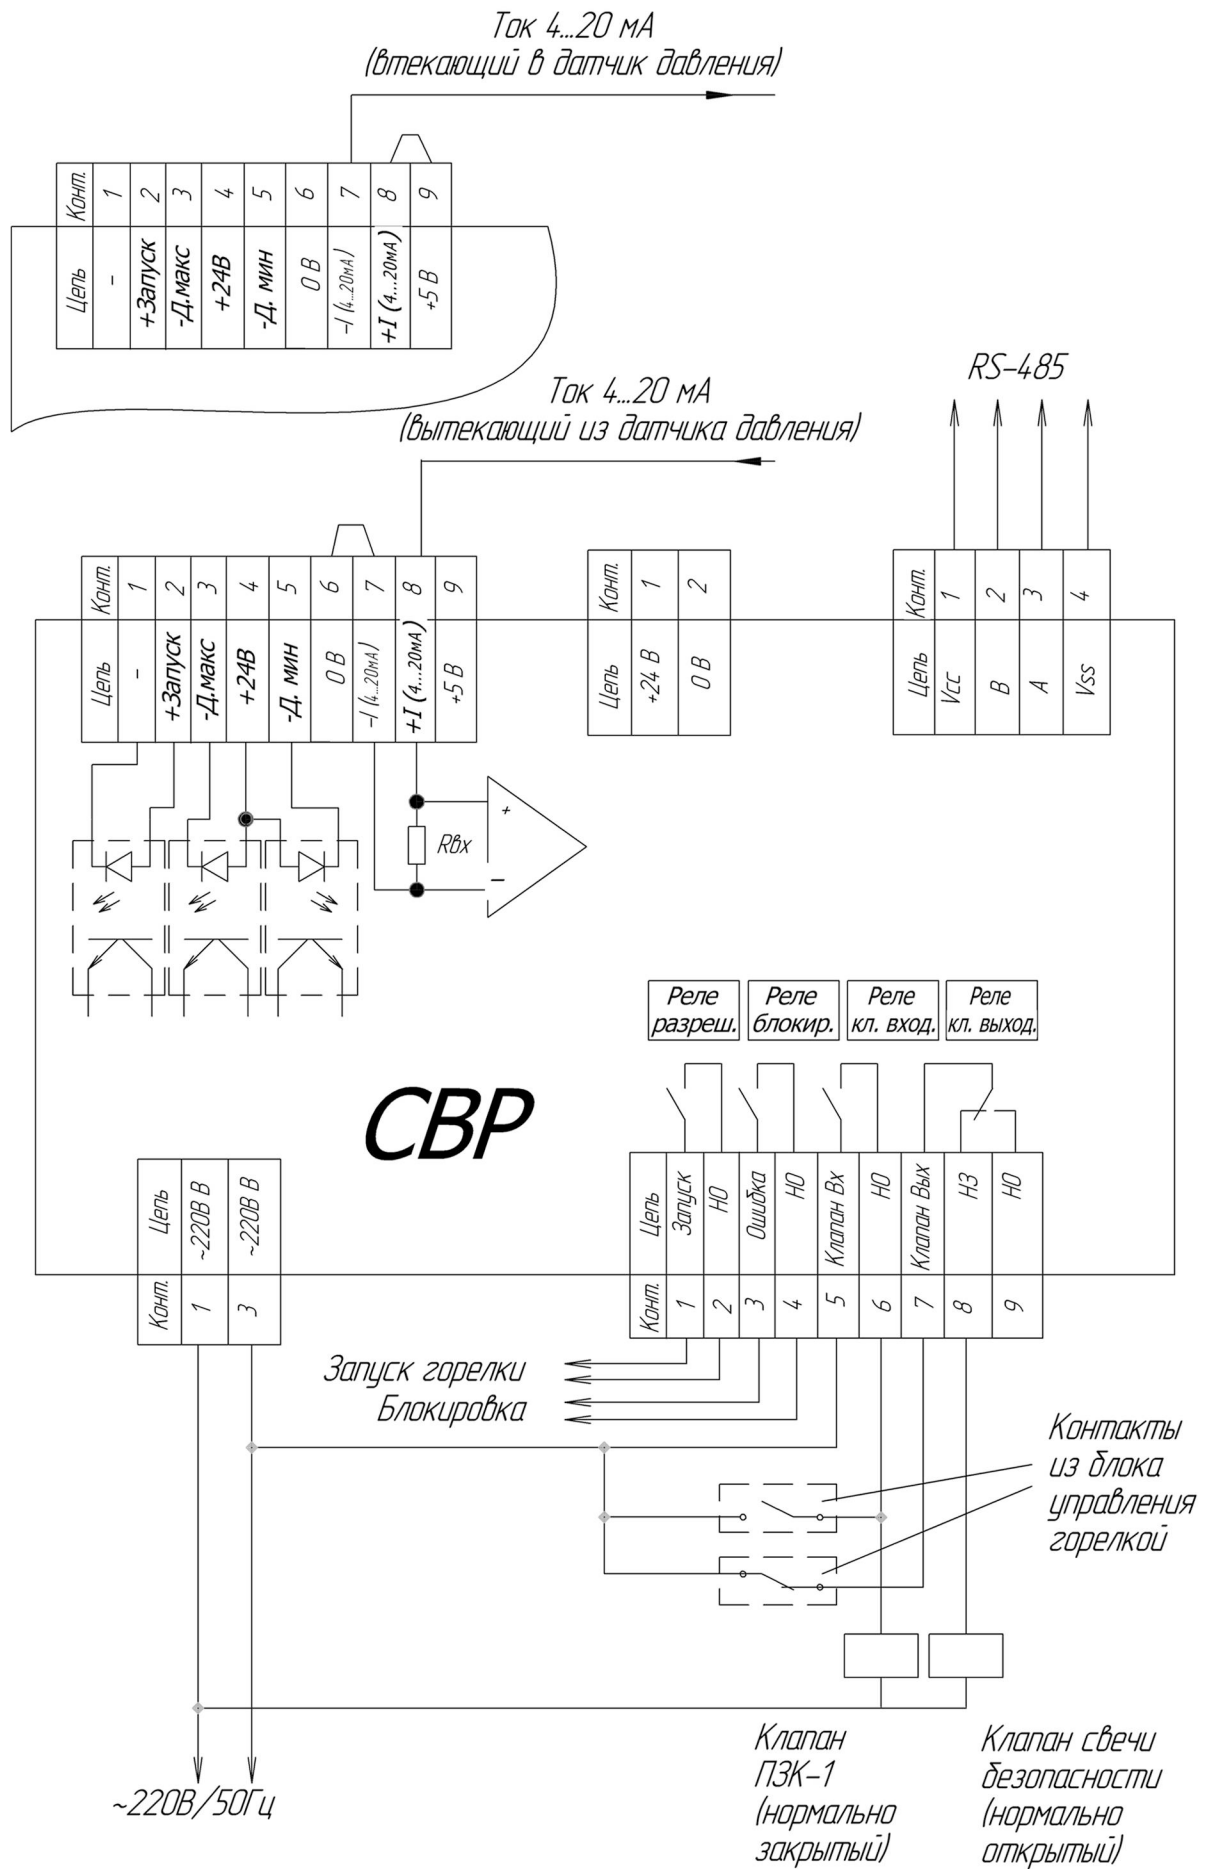 Ток 4...20 мА
(втекающий в датчик давления)
Конт. 1 2 3 4 5 6 7 8 9
Цепь - +Запуск -Д.макс +24В -Д. мин 0 В -I (4...20мА) +I (4...20мА) +5 В
RS-485
Ток 4...20 мА
(вытекающий из датчика давления)
Конт. 1 2 3 4 5 6 7 8 9
Цепь - +Запуск -Д.макс +24В -Д. мин 0 В -I (4...20мА) +I (4...20мА) +5 В
Конт. 1 2
Цепь +24 В 0 В
Конт. 1 2 3 4
Цепь Vcc B A Vss
+
Rвх
–
Реле
разреш.
Реле
блокир.
Реле
кл. вход.
Реле
кл. выход.
СВР
Цепь ~220В В ~220В В
Конт. 1 3
Цепь Запуск НО Ошибка НО Клапан Вх НО Клапан Вых НЗ НО
Конт. 1 2 3 4 5 6 7 8 9
Запуск горелки
Блокировка
Контакты
из блока
управления
горелкой
~220В/50Гц
Клапан
ПЗК-1
(нормально
закрытый)
Клапан свечи
безопасности
(нормально
открытый)